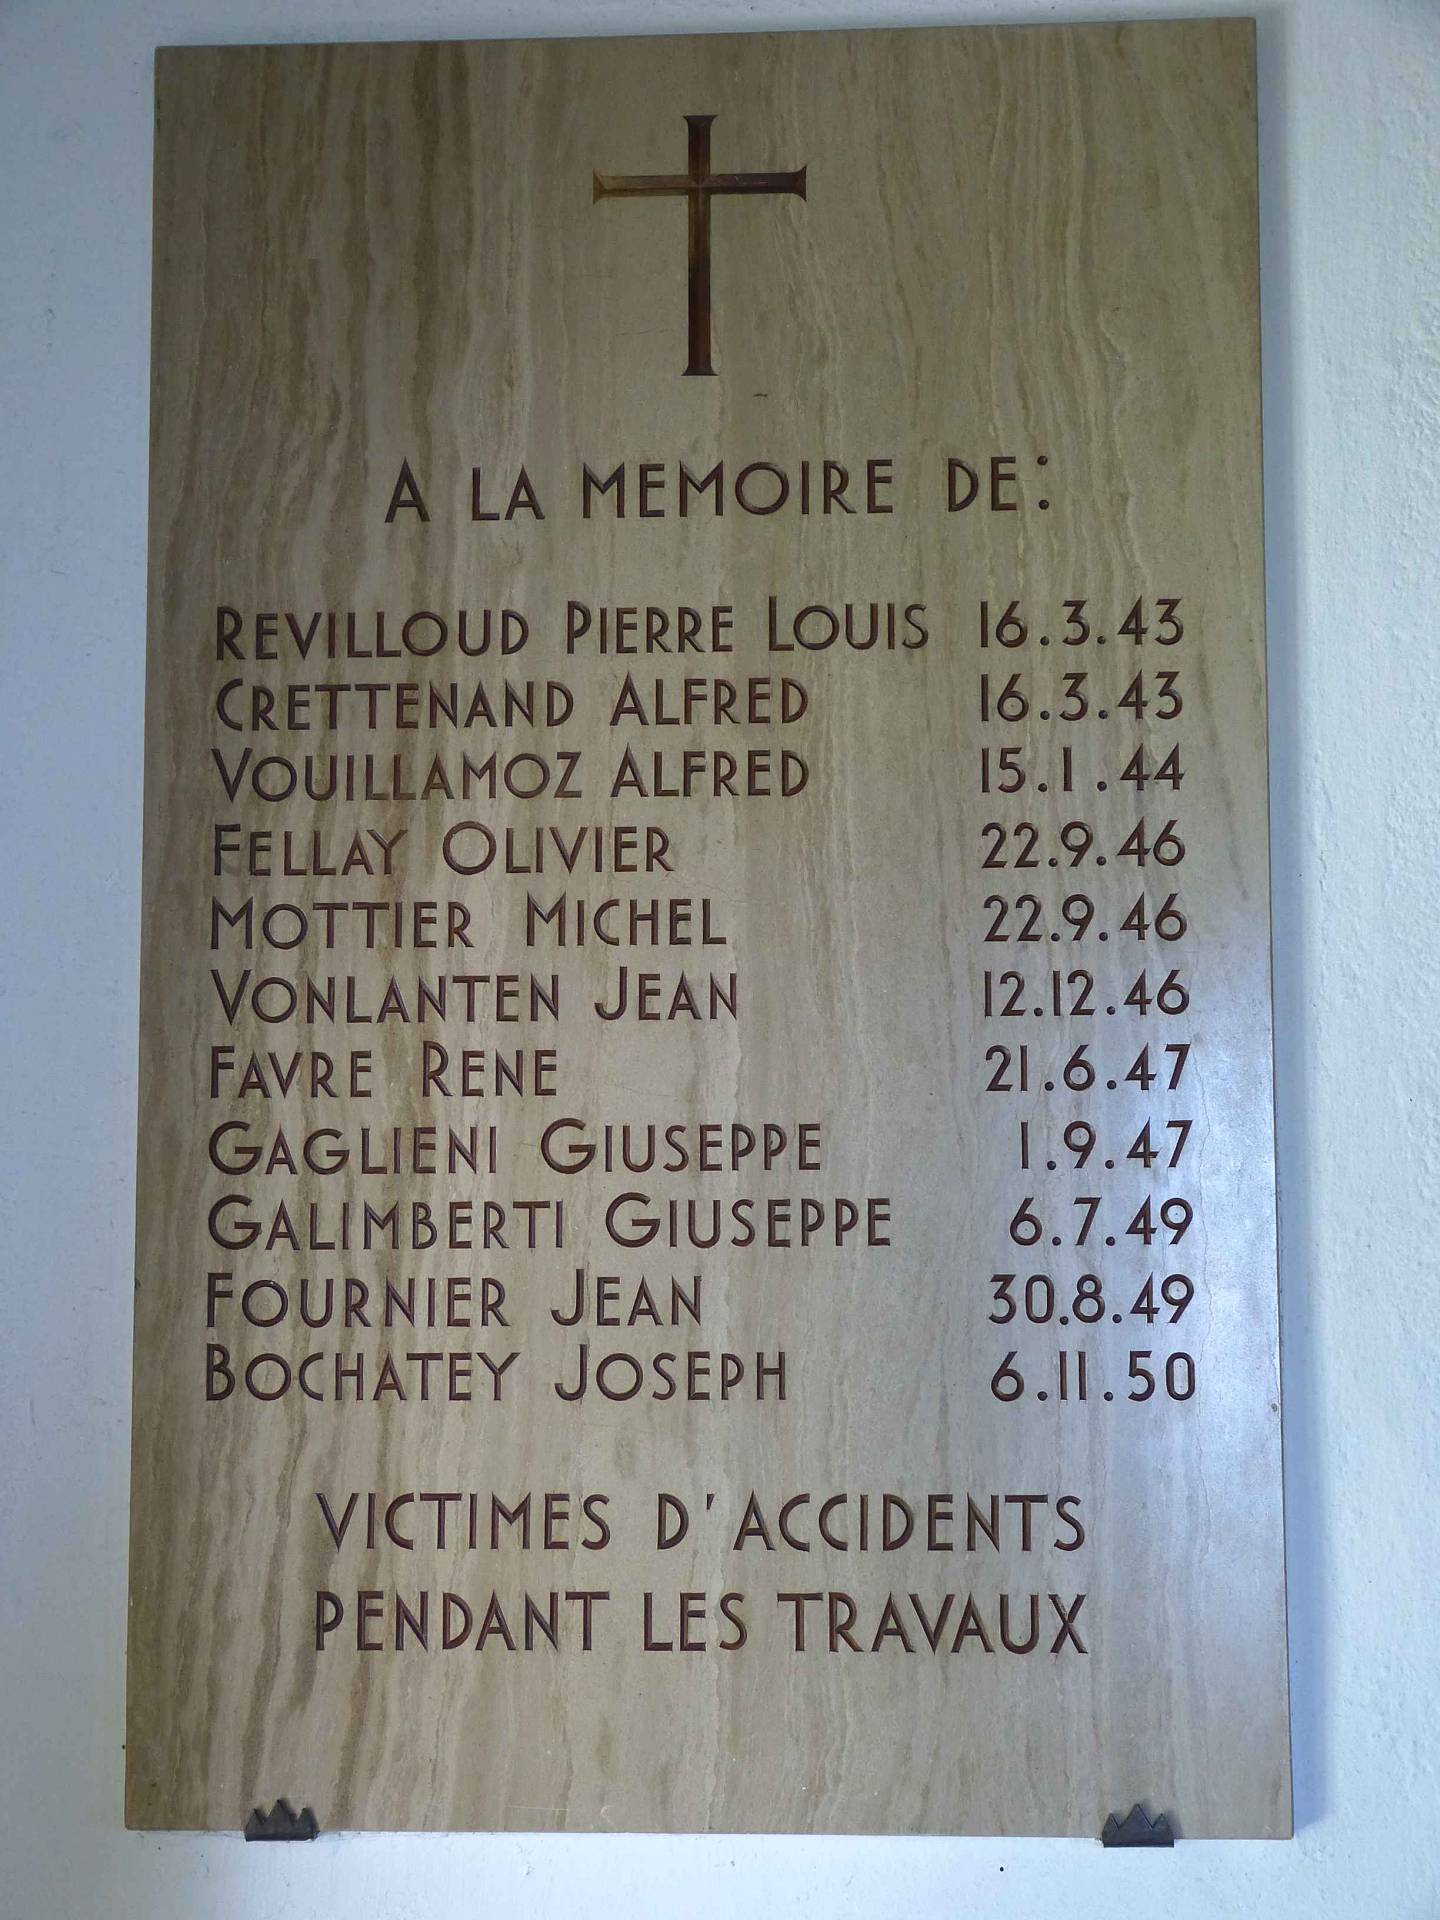 A LA MEMOIRE DE:
REVILLOUD PIERRE LOUIS 16.3.43
CRETTENAND ALFRED 16.3.43
VOUILLAMOZ ALFRED 15.1.44
FELLAY OLIVIER 22.9.46
MOTTIER MICHEL 22.9.46
VONLANTEN JEAN 12.12.46
FAVRE RENE 21.6.47
GAGLIENI GIUSEPPE 1.9.47
GALIMBERTI GIUSEPPE 6.7.49
FOURNIER JEAN 30.8.49
BOCHATEY JOSEPH 6.11.50
VICTIMES D'ACCIDENTS
PENDANT LES TRAVAUX